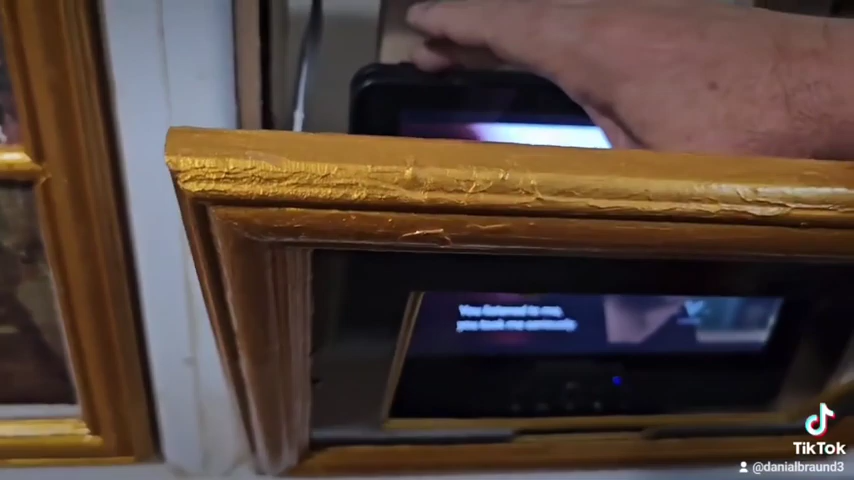 You listened to me,
you took me seriously.
TikTok
@danialbraund3